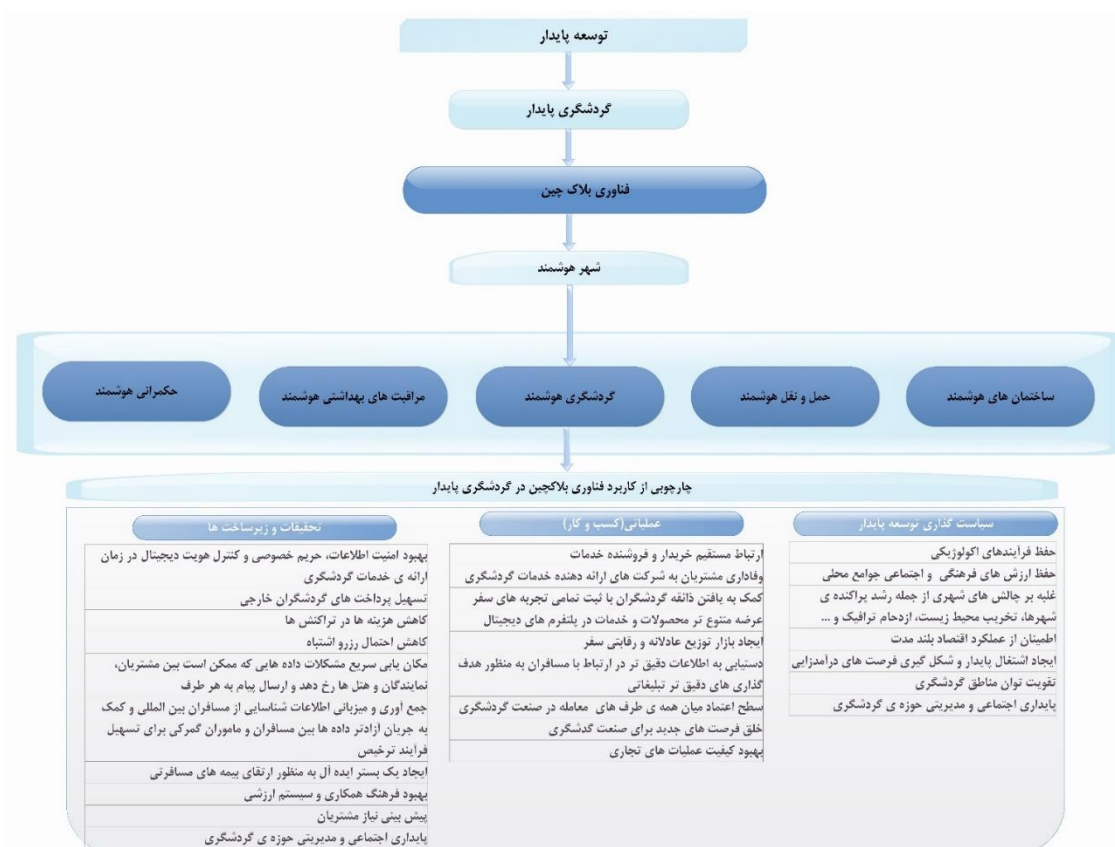 توسعه پایدار
گردشگری پایدار
فناوری بلاک چین
شهر هوشمند
ساختمان های هوشمند
حمل و نقل هوشمند
گردشگری هوشمند
مراقبت های بهداشتی هوشمند
حکمرانی هوشمند
چارچوبی از کاربرد فناوری بلاکچین در گردشگری پایدار
سیاست گذاری توسعه پایدار
حفظ فرآیندهای اکولوژیکی
حفظ ارزش های فرهنگی و اجتماعی جوامع محلی
غلبه بر چالش های شهری از جمله رشد پراکنده ی
شهرها، تخریب محیط زیست، ازدحام ترافیک و ...
اطمینان از عملکرد اقتصاد بلند مدت
ایجاد اشتغال پایدار و شکل گیری فرصت های درآمدزایی
تقویت توان مناطق گردشگری
پایداری اجتماعی و مدیریتی حوزه ی گردشگری
عملیاتی(کسب و کار)
ارتباط مستقیم خریدار و فروشنده خدمات
وفاداری مشتریان به شرکت های ارائه دهنده خدمات گردشگری
کمک به یافتن ذائقه گردشگران با ثبت تمامی تجربه های سفر
عرضه متنوع تر محصولات و خدمات در پلتفرم های دیجیتال
ایجاد بازار توزیع عادلانه و رقابتی سفر
دستیابی به اطلاعات دقیق تر در ارتباط با مسافران به منظور هدف
گذاری های دقیق تر تبلیغاتی
سطح اعتماد میان همه ی طرف های معامله در صنعت گردشگری
خلق فرصت های جدید برای صنعت گدشگری
بهبود کیفیت عملیات های تجاری
تحقیقات و زیرساخت ها
بهبود امنیت اطلاعات، حریم خصوصی و کنترل هویت دیجیتال در زمان
ارائه ی خدمات گردشگری
تسهیل پرداخت های گردشگران خارجی
کاهش هزینه ها در تراکنش ها
کاهش احتمال رزرو اشتباه
مکان یابی سریع مشکلات داده هایی که ممکن است بین مشتریان،
نمایندگان و هتل ها رخ دهد و ارسال پیام به هر طرف
جمع آوری و میزبانی اطلاعات شناسایی از مسافران بین المللی و کمک
به جریان آزادتر داده ها بین مسافران و ماموران گمرکی برای تسهیل
فرآیند ترخیص
ایجاد یک بستر ایده آل به منظور ارتقای بیمه های مسافرتی
بهبود فرهنگ همکاری و سیستم ارزشی
پیش بینی نیاز مشتریان
پایداری اجتماعی و مدیریتی حوزه ی گردشگری